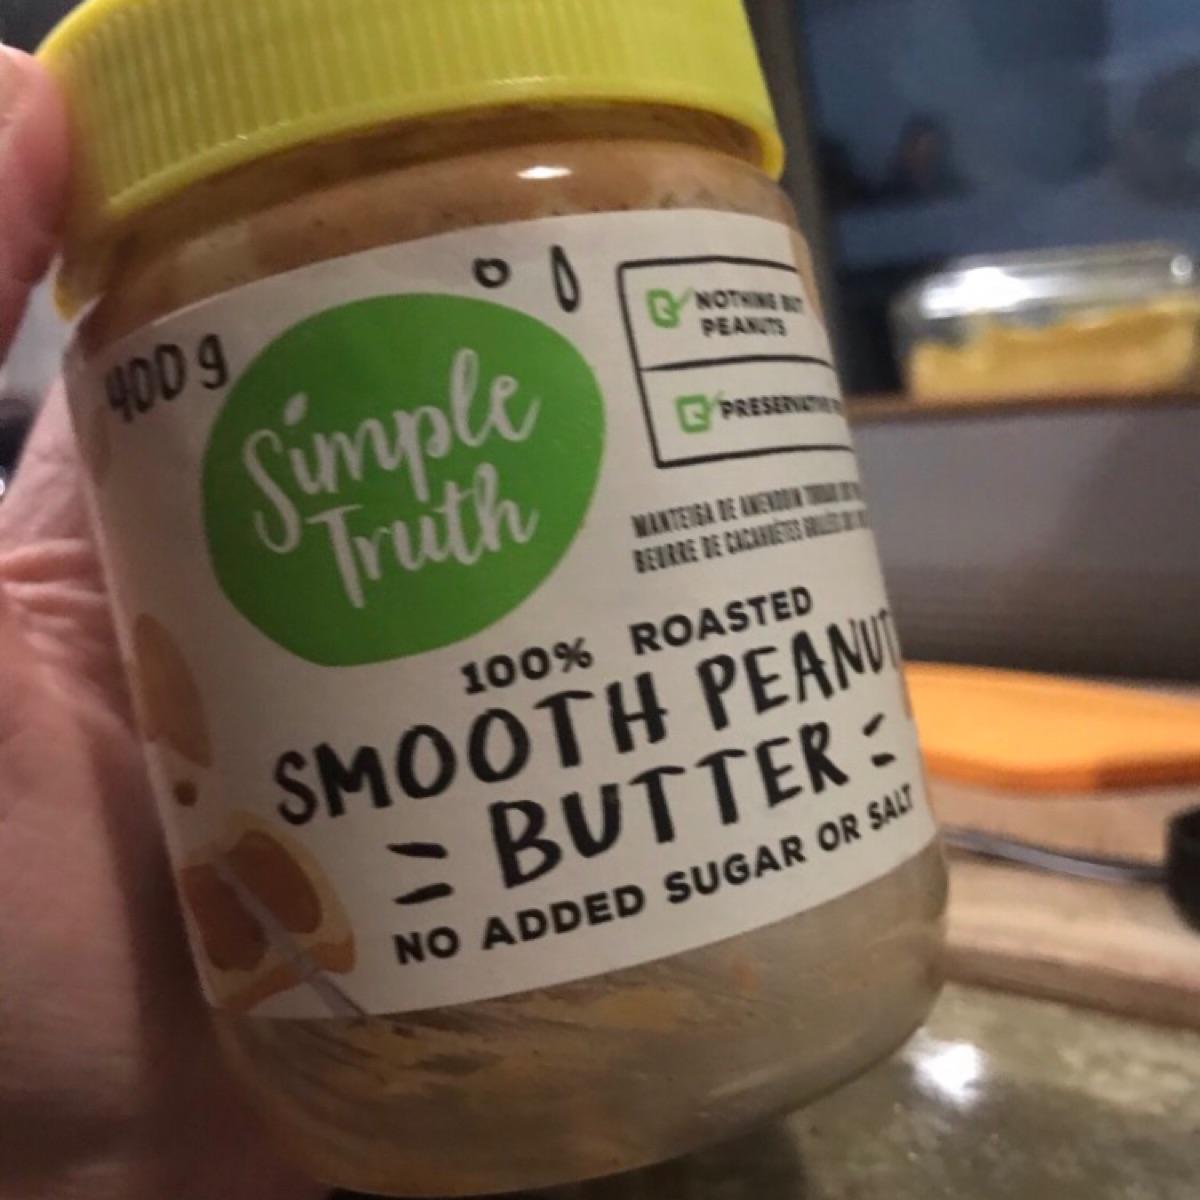 400 g
Simple
Truth
NOTHING BUT
PEANUTS
PRESERVATIVE
MANTEIGA DE AMENDOIM
BEURRE DE CACAHUÈTES
100% ROASTED
SMOOTH PEANUT
BUTTER
NO ADDED SUGAR OR SALT